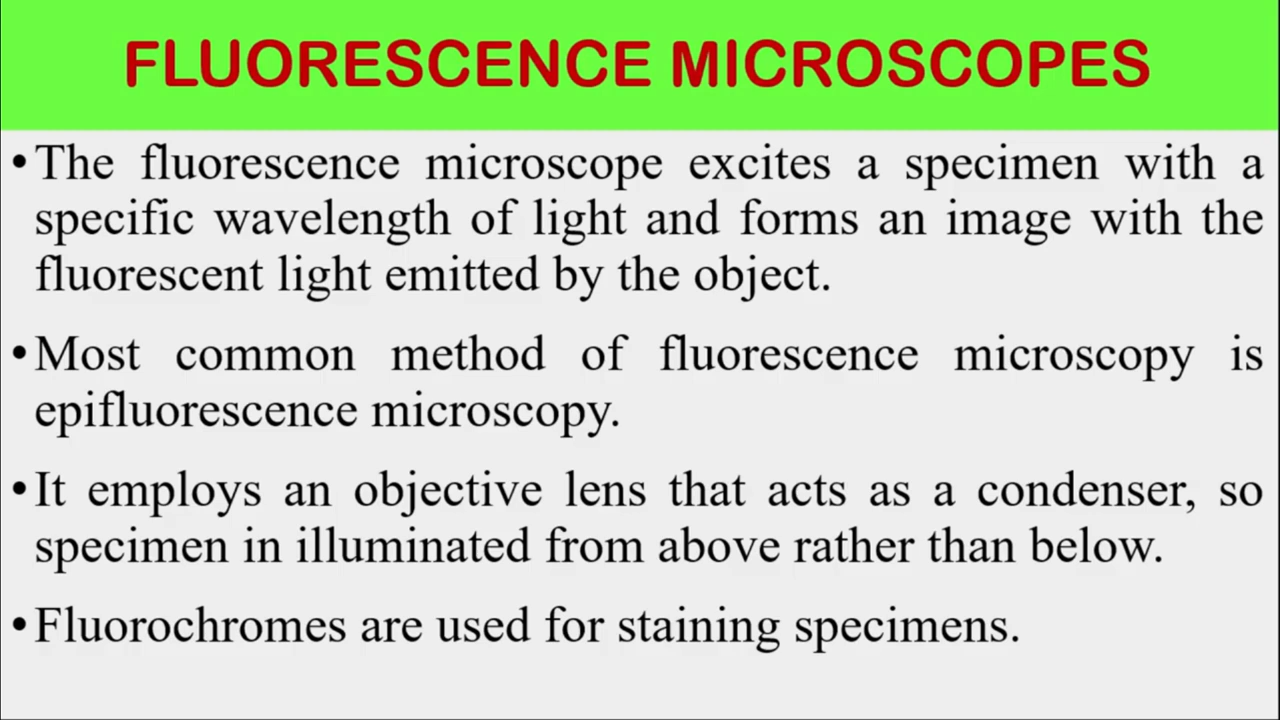 FLUORESCENCE MICROSCOPES
•The fluorescence microscope excites a specimen with a
specific wavelength of light and forms an image with the
fluorescent light emitted by the object.
•Most common method of fluorescence microscopy is
epifluorescence microscopy.
•It employs an objective lens that acts as a condenser, so
specimen in illuminated from above rather than below.
•Fluorochromes are used for staining specimens.